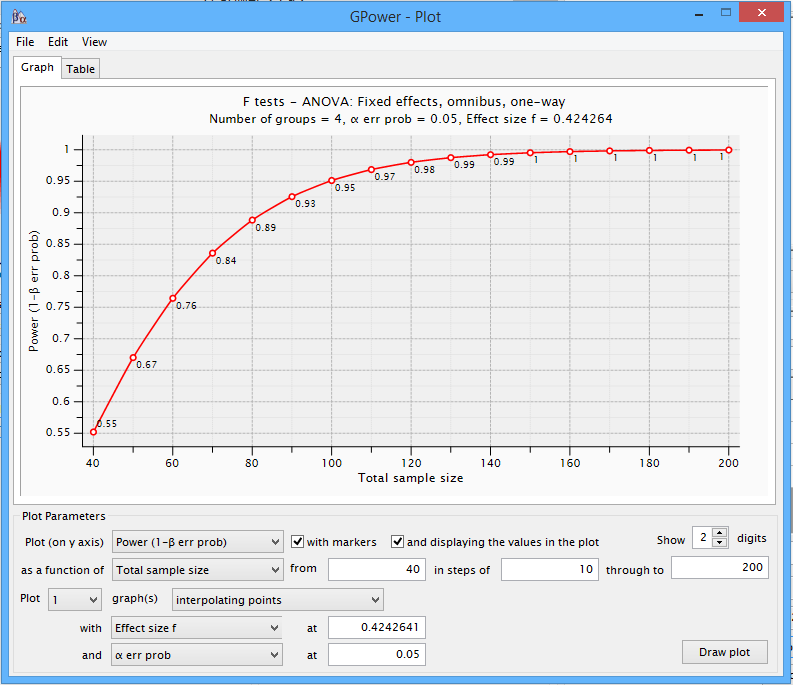 GPower - Plot
File Edit View
Graph Table
F tests - ANOVA: Fixed effects, omnibus, one-way
Number of groups = 4, α err prob = 0.05, Effect size f = 0.424264
Power (1-β err prob)
1
0.95
0.9
0.85
0.8
0.75
0.7
0.65
0.6
0.55
0.55
0.67
0.76
0.84
0.89
0.93
0.95
0.97
0.98
0.99
0.99
1
1
1
1
1
1
40 60 80 100 120 140 160 180 200
Total sample size
Plot Parameters
Plot (on y axis) Power (1-β err prob) with markers and displaying the values in the plot Show 2 digits
as a function of Total sample size from 40 in steps of 10 through to 200
Plot 1 graph(s) interpolating points
with Effect size f at 0.4242641
and α err prob at 0.05
Draw plot